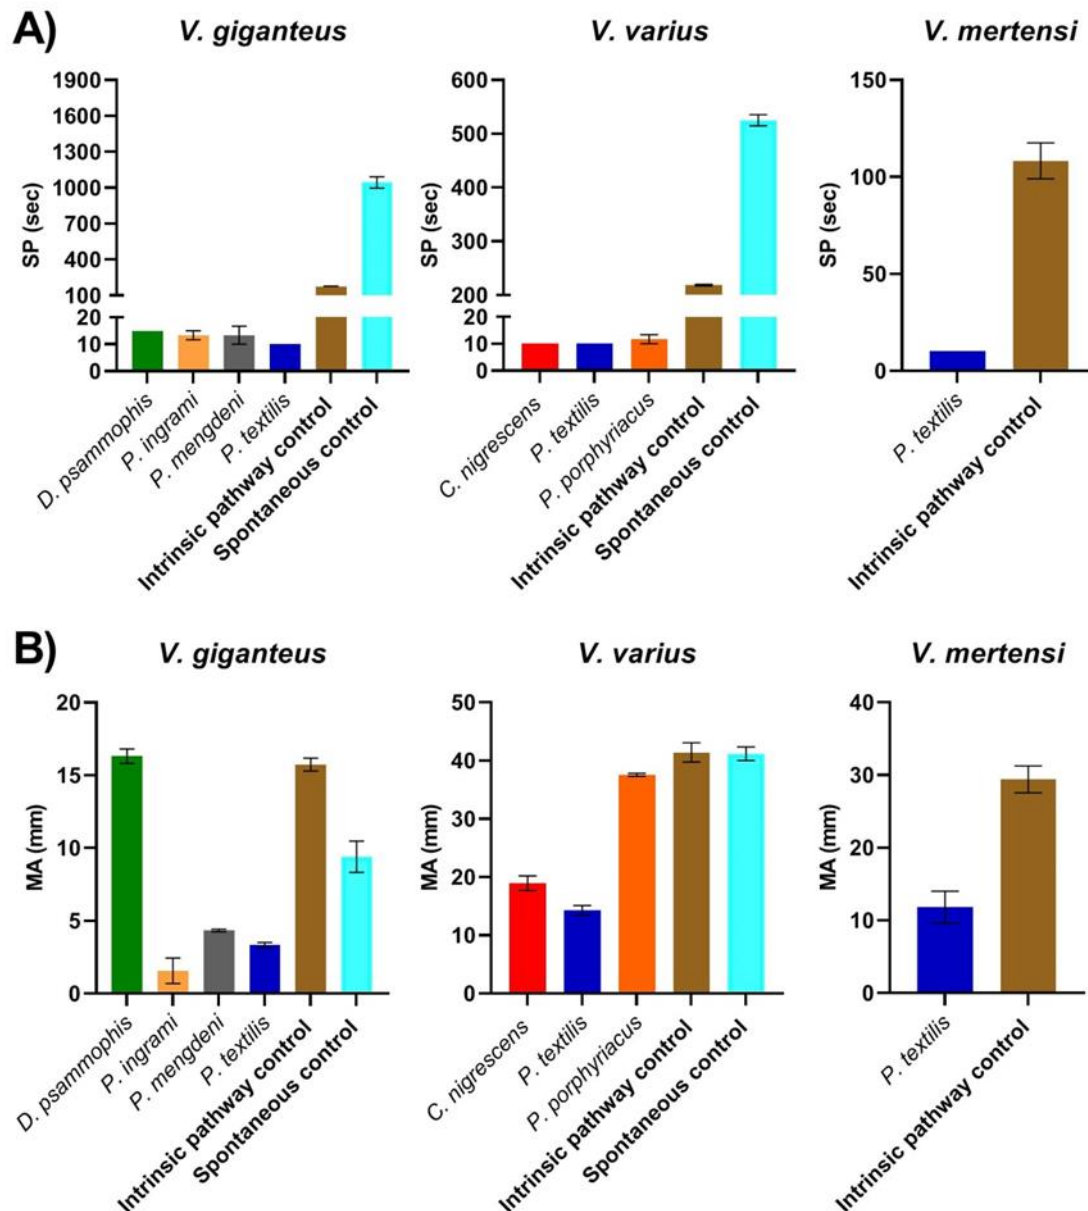 A)
V. giganteus
V. varius
V. mertensi
SP (sec)
1900
1600
1300
1000
700
400
100
20
10
0
D. psammophis
P. ingrami
P. mengdeni
P. textilis
Intrinsic pathway control
Spontaneous control
SP (sec)
600
500
400
300
200
20
10
0
C. nigrescens
P. textilis
P. porphyriacus
Intrinsic pathway control
Spontaneous control
SP (sec)
150
100
50
0
P. textilis
Intrinsic pathway control
B)
V. giganteus
V. varius
V. mertensi
MA (mm)
20
15
10
5
0
D. psammophis
P. ingrami
P. mengdeni
P. textilis
Intrinsic pathway control
Spontaneous control
MA (mm)
50
40
30
20
10
0
C. nigrescens
P. textilis
P. porphyriacus
Intrinsic pathway control
Spontaneous control
MA (mm)
40
30
20
10
0
P. textilis
Intrinsic pathway control